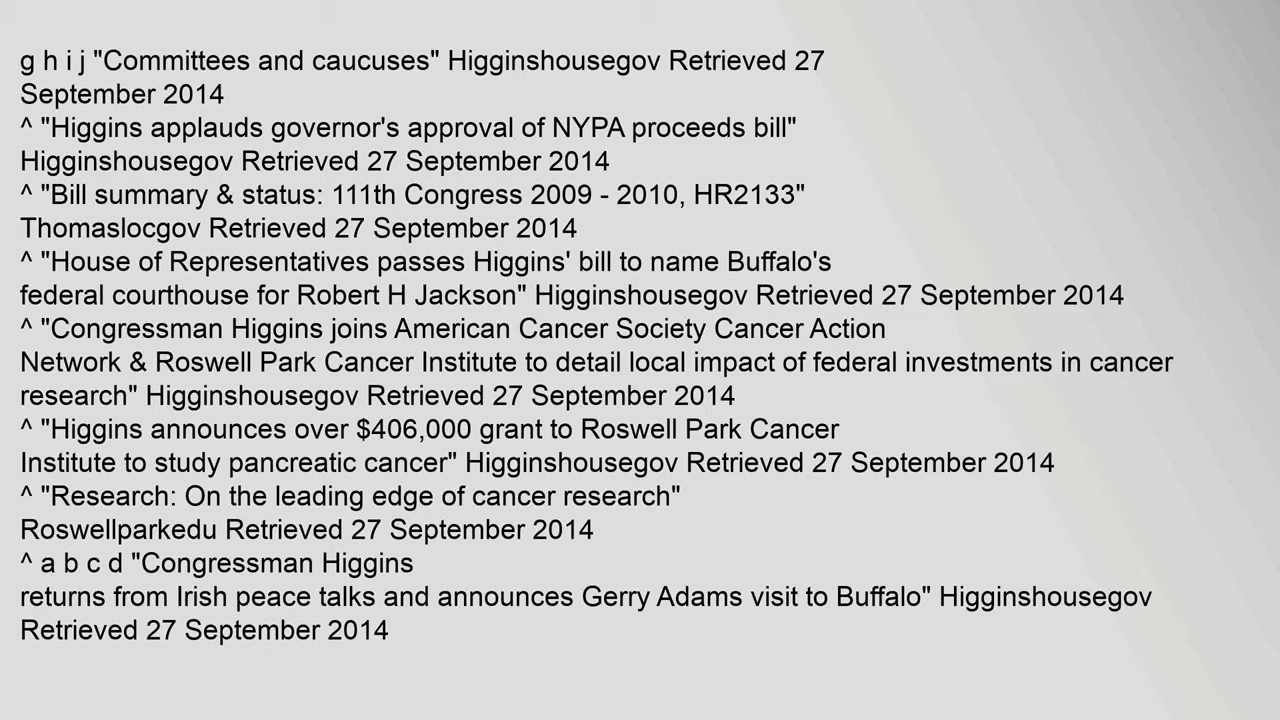 g h i j "Committees and caucuses" Higginshousegov Retrieved 27
September 2014
^ "Higgins applauds governor's approval of NYPA proceeds bill"
Higginshousegov Retrieved 27 September 2014
^ "Bill summary & status: 111th Congress 2009 - 2010, HR2133"
Thomaslocgov Retrieved 27 September 2014
^ "House of Representatives passes Higgins' bill to name Buffalo's
federal courthouse for Robert H Jackson" Higginshousegov Retrieved 27 September 2014
^ "Congressman Higgins joins American Cancer Society Cancer Action
Network & Roswell Park Cancer Institute to detail local impact of federal investments in cancer
research" Higginshousegov Retrieved 27 September 2014
^ "Higgins announces over $406,000 grant to Roswell Park Cancer
Institute to study pancreatic cancer" Higginshousegov Retrieved 27 September 2014
^ "Research: On the leading edge of cancer research"
Roswellparkedu Retrieved 27 September 2014
^ a b c d "Congressman Higgins
returns from Irish peace talks and announces Gerry Adams visit to Buffalo" Higginshousegov
Retrieved 27 September 2014